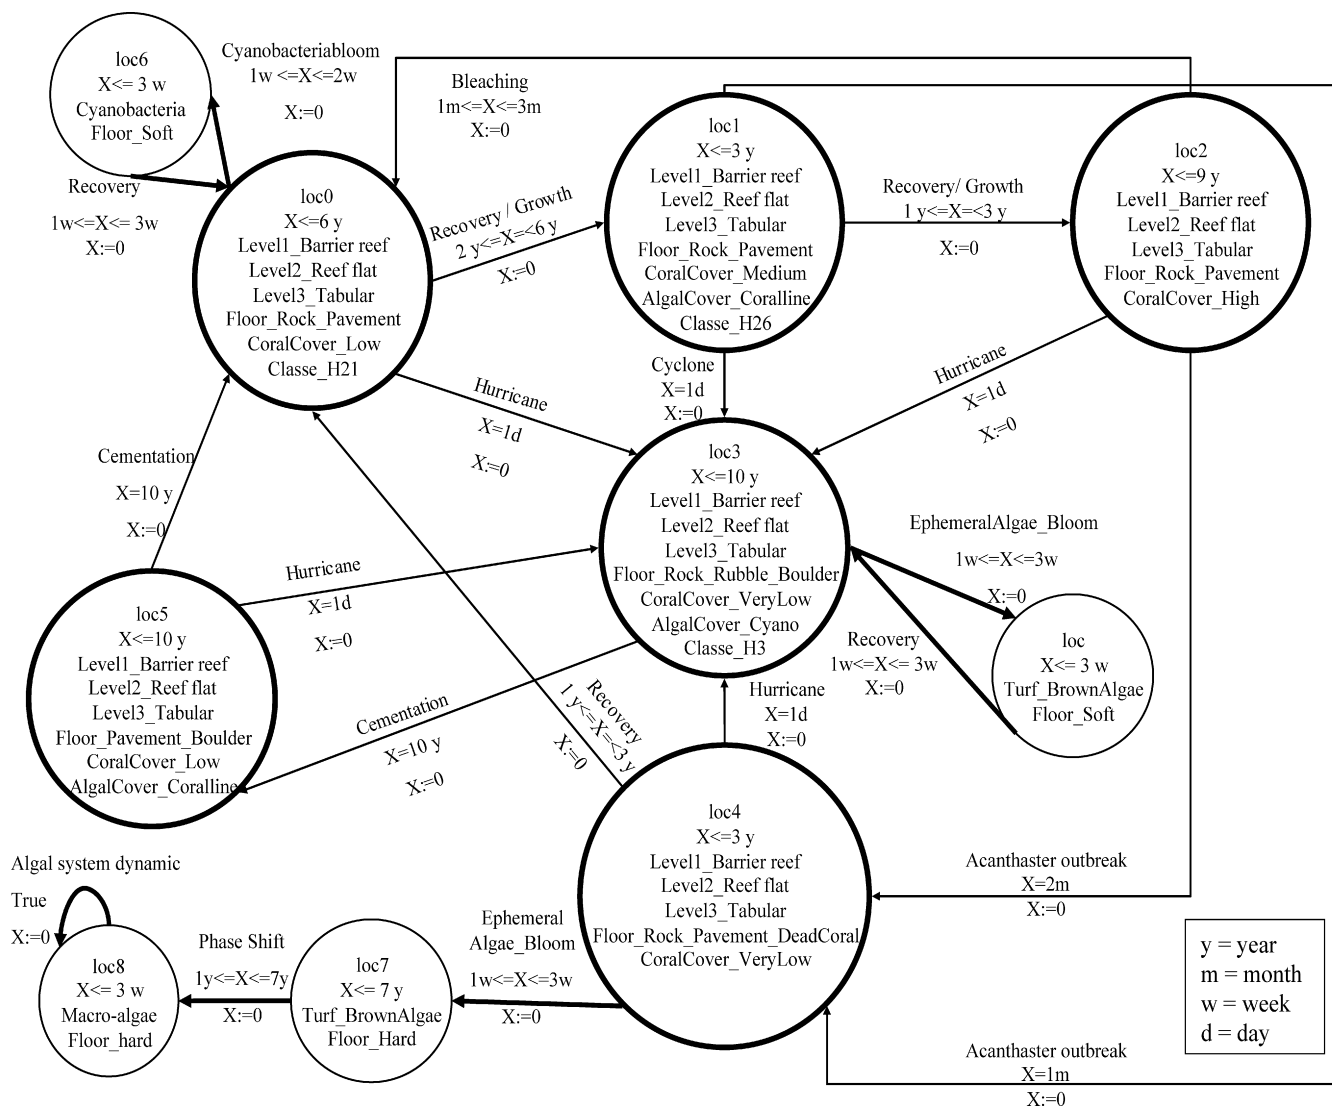 loc6
X<= 3 w
Cyanobacteria
Floor_Soft
Cyanobacteriabloom
1w <=X<=2w
X:=0
Recovery
1w<=X<= 3w
X:=0
Bleaching
1m<=X<=3m
X:=0
loc0
X<=6 y
Level1_Barrier reef
Level2_Reef flat
Level3_Tabular
Floor_Rock_Pavement
CoralCover_Low
Classe_H21
Recovery / Growth
2 y<=X=<6 y
X:=0
loc1
X<=3 y
Level1_Barrier reef
Level2_Reef flat
Level3_Tabular
Floor_Rock_Pavement
CoralCover_Medium
AlgalCover_Coralline
Classe_H26
Recovery/ Growth
1 y<=X=<3 y
X:=0
loc2
X<=9 y
Level1_Barrier reef
Level2_Reef flat
Level3_Tabular
Floor_Rock_Pavement
CoralCover_High
Hurricane
X=1d
X:=0
Cyclone
X=1d
X:=0
Hurricane
X=1d
X:=0
Cementation
X=10 y
X:=0
loc3
X<=10 y
Level1_Barrier reef
Level2_Reef flat
Level3_Tabular
Floor_Rock_Rubble_Boulder
CoralCover_VeryLow
AlgalCover_Cyano
Classe_H3
EphemeralAlgae_Bloom
1w<=X<=3w
X:=0
Recovery
1w<=X<= 3w
X:=0
loc
X<= 3 w
Turf_BrownAlgae
Floor_Soft
Hurricane
X=1d
X:=0
loc5
X<=10 y
Level1_Barrier reef
Level2_Reef flat
Level3_Tabular
Floor_Pavement_Boulder
CoralCover_Low
AlgalCover_Coralline
Cementation
X=10 y
X:=0
Recovery
1 y<=X=<3 y
X:=0
Hurricane
X=1d
X:=0
loc4
X<=3 y
Level1_Barrier reef
Level2_Reef flat
Level3_Tabular
Floor_Rock_Pavement_DeadCoral
CoralCover_VeryLow
Acanthaster outbreak
X=2m
X:=0
Algal system dynamic
True
X:=0
loc8
X<= 3 w
Macro-algae
Floor_hard
Phase Shift
1y<=X<=7y
X:=0
loc7
X<= 7 y
Turf_BrownAlgae
Floor_Hard
Ephemeral
Algae_Bloom
1w<=X<=3w
X:=0
Acanthaster outbreak
X=1m
X:=0
y = year
m = month
w = week
d = day